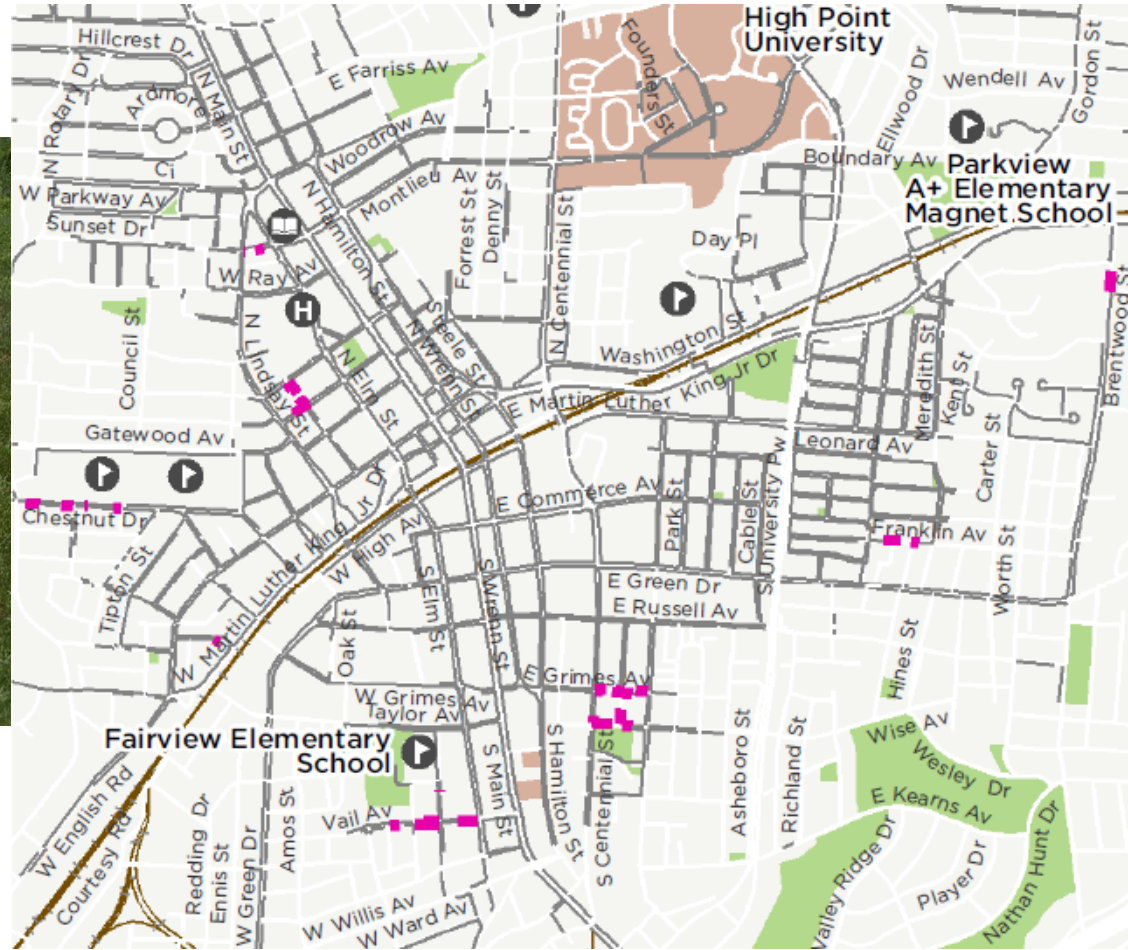 High Point
University
Hillcrest Dr
N Main St
E Farriss Av
Founders St
Ellwood Dr
Wendell Av
Gordon St
N Rotary Dr
Ardmore
Ci
Woodrow Av
Montlieu Av
Boundary Av
Parkview
A+ Elementary
Magnet School
W Parkway Av
Sunset Dr
N Hamilton St
Forrest St
Denny St
N Centennial St
Day Pl
W Ray Av
H
Council St
N Lindsay St
N Elm St
N Wrenn St
Steele St
Washington St
E Martin Luther King Jr Dr
Meredith St
Kent St
Brentwood St
Gatewood Av
Leonard Av
Carter St
E Commerce Av
Park St
Cable St
S University Pw
Chestnut Dr
Franklin Av
Tipton St
W Martin Luther King Jr Dr
W High Av
E Green Dr
E Russell Av
Worth St
S Elm St
S Wrenn St
Oak St
Hines St
E Grimes Av
W Grimes Av
Taylor Av
Fairview Elementary
School
S Main St
S Hamilton St
S Centennial St
Asheboro St
Richland St
Wise Av
Wesley Dr
E Kearns Av
W English Rd
Courtesy Rd
Redding Dr
Ennis St
W Green Dr
Amos St
Vail Av
Valley Ridge Dr
Player Dr
Nathan Hunt Dr
W Willis Av
W Ward Av